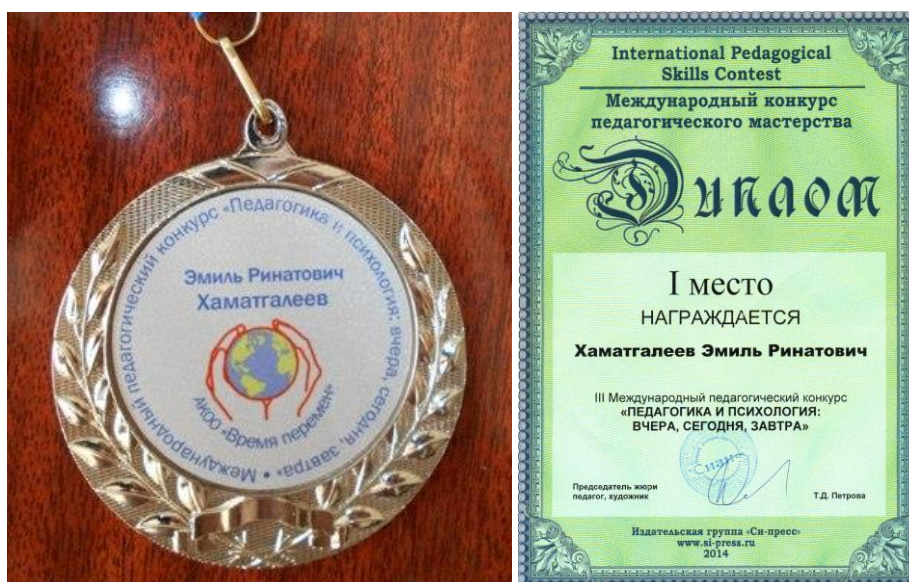 Международный педагогический конкурс «Педагогика и психология: вчера, сегодня, завтра» •
Эмиль Ринатович
Хаматгалеев
АКОО «Время перемен»
International Pedagogical
Skills Contest
Международный конкурс
педагогического мастерства
Диплом
I место
НАГРАЖДАЕТСЯ
Хаматгалеев Эмиль Ринатович
III Международный педагогический конкурс
«ПЕДАГОГИКА И ПСИХОЛОГИЯ:
ВЧЕРА, СЕГОДНЯ, ЗАВТРА»
Председатель жюри
педагог, художник
Т.Д. Петрова
Издательская группа «Си-пресс»
www.si-press.ru
2014